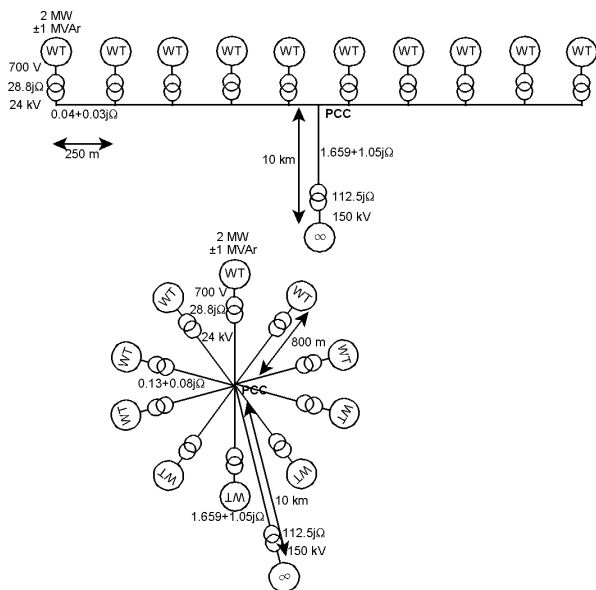 2 MW
±1 MVAr
WT WT WT WT WT WT WT WT WT WT
700 V
28.8jΩ
24 kV
0.04+0.03jΩ
PCC
250 m
10 km
1.659+1.05jΩ
112.5jΩ
150 kV
∞
2 MW
±1 MVAr
WT
700 V
WT
WT
28.8jΩ
24 kV
800 m
WT
WT
0.13+0.08jΩ
PCC
WT
WT
WT
WT
WT
10 km
1.659+1.05jΩ
112.5jΩ
150 kV
∞